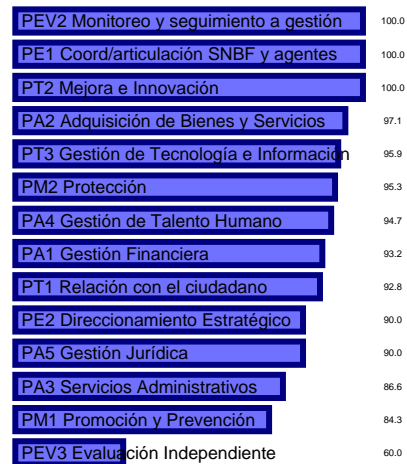 PEV2 Monitoreo y seguimiento a gestión 100.0
PE1 Coord/articulación SNBF y agentes 100.0
PT2 Mejora e Innovación 100.0
PA2 Adquisición de Bienes y Servicios 97.1
PT3 Gestión de Tecnología e Información 95.9
PM2 Protección 95.3
PA4 Gestión de Talento Humano 94.7
PA1 Gestión Financiera 93.2
PT1 Relación con el ciudadano 92.8
PE2 Direccionamiento Estratégico 90.0
PA5 Gestión Jurídica 90.0
PA3 Servicios Administrativos 86.6
PM1 Promoción y Prevención 84.3
PEV3 Evaluación Independiente 60.0